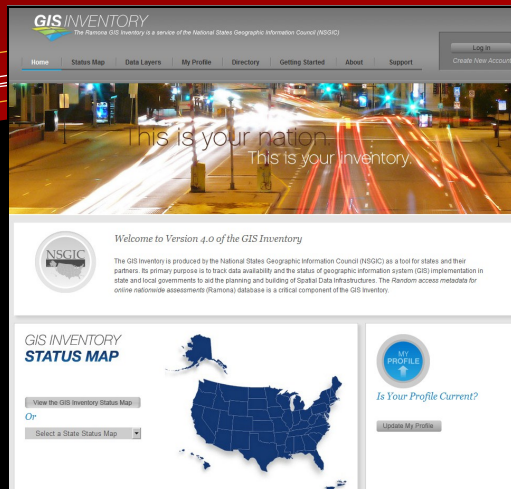 GIS INVENTORY
The Ramona GIS Inventory is a service of the National States Geographic Information Council (NSGIC)
Log In
Create New Account
Home Status Map Data Layers My Profile Directory Getting Started About Support
This is your nation.
This is your inventory.
Welcome to Version 4.0 of the GIS Inventory
NSGIC
The GIS Inventory is produced by the National States Geographic Information Council (NSGIC) as a tool for states and their
partners. Its primary purpose is to track data availability and the status of geographic information system (GIS) implementation in
state and local governments to aid the planning and building of Spatial Data Infrastructures. The Random access metadata for
online nationwide assessments (Ramona) database is a critical component of the GIS Inventory.
GIS INVENTORY
STATUS MAP
View the GIS Inventory Status Map
Or
Select a State Status Map
MY
PROFILE
Is Your Profile Current?
Update My Profile